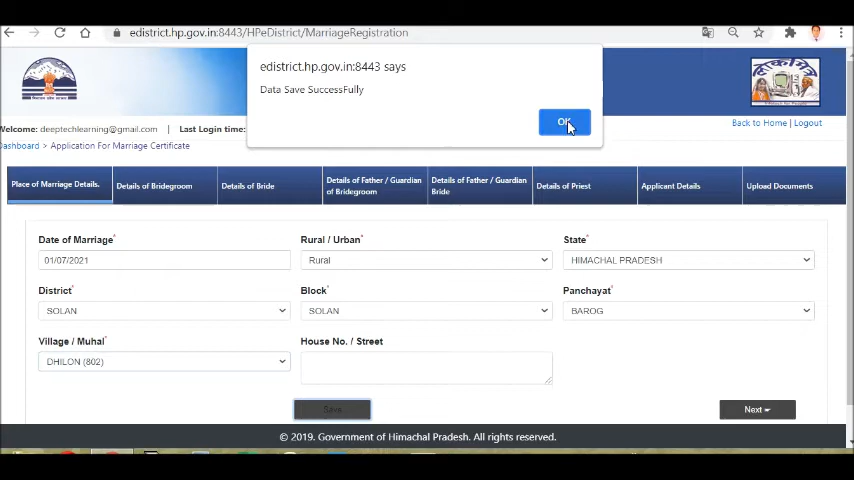 edistrict.hp.gov.in:8443/HPeDistrict/MarriageRegistration
edistrict.hp.gov.in:8443 says
Data Save SuccessFully
OK
Welcome: deeptechlearning@gmail.com Last Login time:
Back to Home | Logout
Dashboard > Application For Marriage Certificate
Place of Marriage Details.
Details of Bridegroom
Details of Bride
Details of Father / Guardian
of Bridegroom
Details of Father / Guardian
Bride
Details of Priest
Applicant Details
Upload Documents
Date of Marriage* Rural / Urban* State*
01/07/2021 Rural HIMACHAL PRADESH
District* Block* Panchayat*
SOLAN SOLAN BAROG
Village / Muhal* House No. / Street
DHILON (802)
Save Next
© 2019. Government of Himachal Pradesh. All rights reserved.